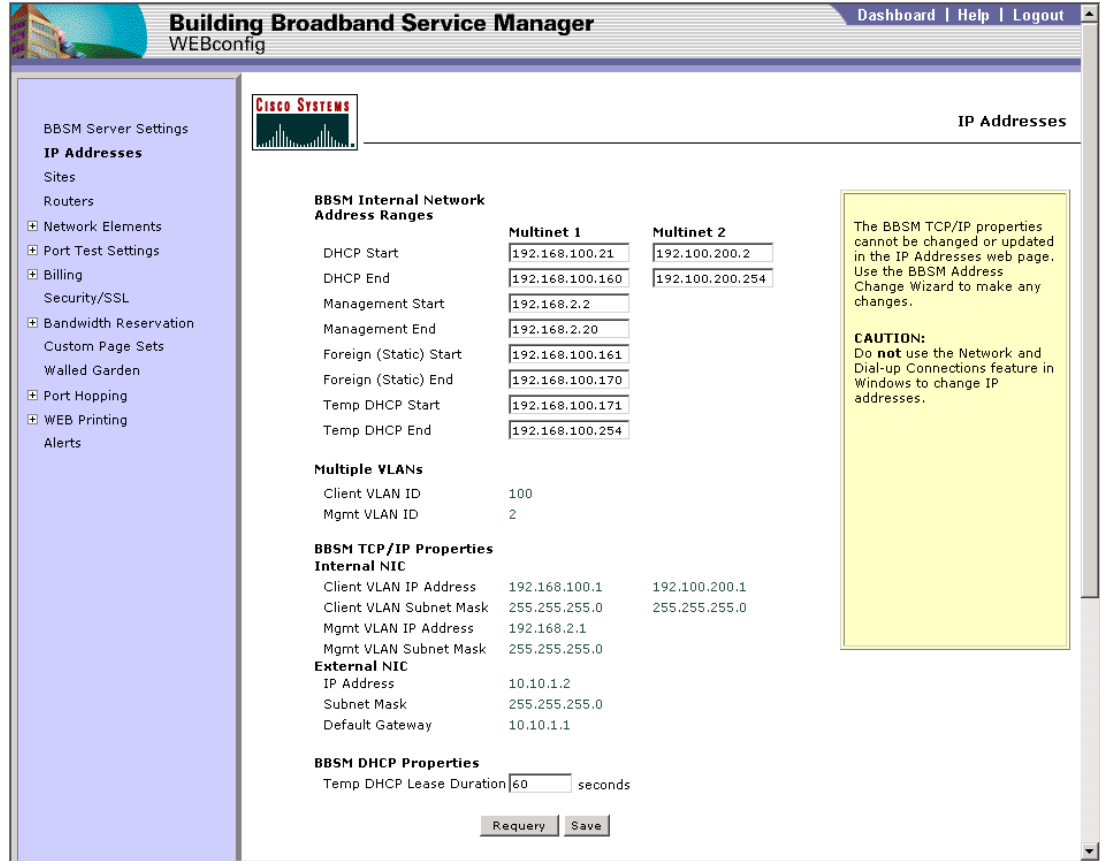 Building Broadband Service Manager
WEBconfig
Dashboard | Help | Logout
BBSM Server Settings
IP Addresses
Sites
Routers
Network Elements
Port Test Settings
Billing
Security/SSL
Bandwidth Reservation
Custom Page Sets
Walled Garden
Port Hopping
WEB Printing
Alerts
CISCO SYSTEMS
IP Addresses
BBSM Internal Network
Address Ranges
Multinet 1 Multinet 2
DHCP Start 192.168.100.21 192.100.200.2
DHCP End 192.168.100.160 192.100.200.254
Management Start 192.168.2.2
Management End 192.168.2.20
Foreign (Static) Start 192.168.100.161
Foreign (Static) End 192.168.100.170
Temp DHCP Start 192.168.100.171
Temp DHCP End 192.168.100.254
Multiple VLANs
Client VLAN ID 100
Mgmt VLAN ID 2
BBSM TCP/IP Properties
Internal NIC
Client VLAN IP Address 192.168.100.1 192.100.200.1
Client VLAN Subnet Mask 255.255.255.0 255.255.255.0
Mgmt VLAN IP Address 192.168.2.1
Mgmt VLAN Subnet Mask 255.255.255.0
External NIC
IP Address 10.10.1.2
Subnet Mask 255.255.255.0
Default Gateway 10.10.1.1
BBSM DHCP Properties
Temp DHCP Lease Duration 60 seconds
Requery Save
The BBSM TCP/IP properties
cannot be changed or updated
in the IP Addresses web page.
Use the BBSM Address
Change Wizard to make any
changes.
CAUTION:
Do not use the Network and
Dial-up Connections feature in
Windows to change IP
addresses.